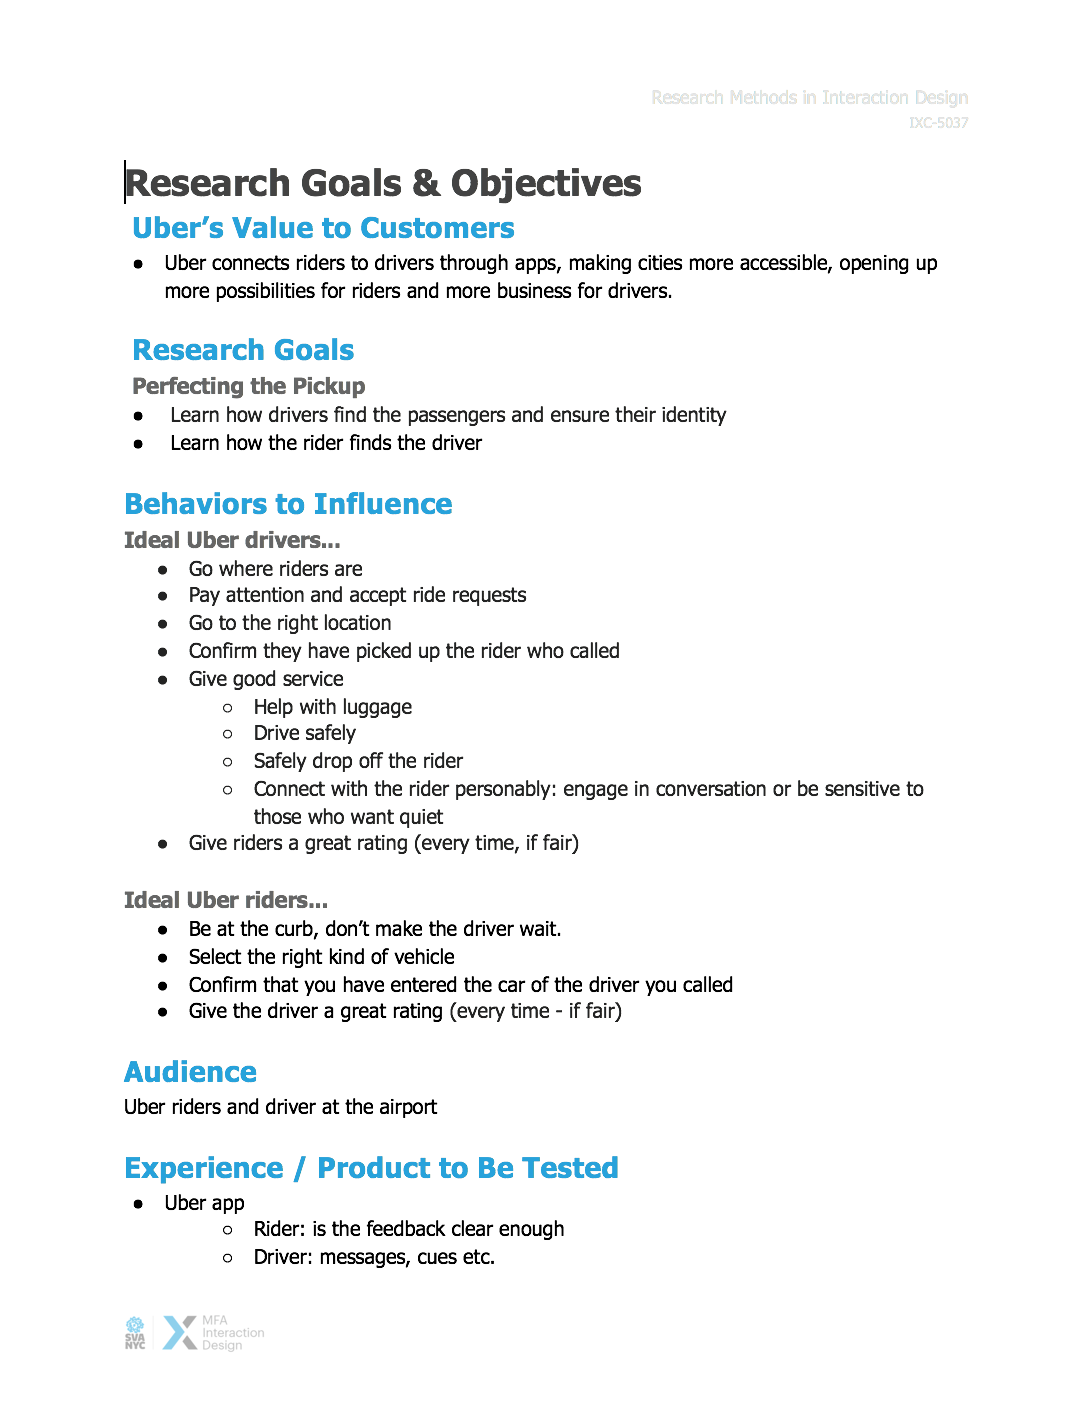 Research Methods in Interaction Design
IXC-5037
Research Goals & Objectives
Uber’s Value to Customers
● Uber connects riders to drivers through apps, making cities more accessible, opening up
more possibilities for riders and more business for drivers.
Research Goals
Perfecting the Pickup
● Learn how drivers find the passengers and ensure their identity
● Learn how the rider finds the driver
Behaviors to Influence
Ideal Uber drivers...
● Go where riders are
● Pay attention and accept ride requests
● Go to the right location
● Confirm they have picked up the rider who called
● Give good service
○ Help with luggage
○ Drive safely
○ Safely drop off the rider
○ Connect with the rider personably: engage in conversation or be sensitive to
those who want quiet
● Give riders a great rating (every time, if fair)
Ideal Uber riders...
● Be at the curb, don’t make the driver wait.
● Select the right kind of vehicle
● Confirm that you have entered the car of the driver you called
● Give the driver a great rating (every time - if fair)
Audience
Uber riders and driver at the airport
Experience / Product to Be Tested
● Uber app
○ Rider: is the feedback clear enough
○ Driver: messages, cues etc.
SVA
NYC
MFA
Interaction
Design